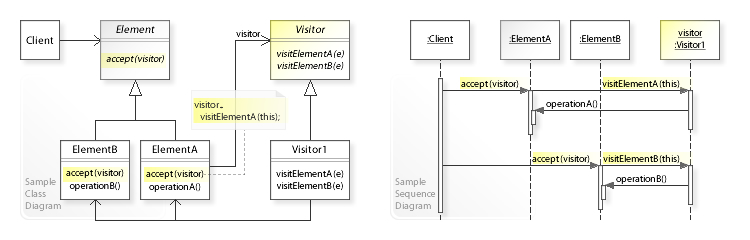 Client
Element
accept(visitor)
visitor
Visitor
visitElementA(e)
visitElementB(e)
visitor.
visitElementA(this);
ElementB
accept(visitor)
operationB()
ElementA
accept(visitor)
operationA()
Visitor1
visitElementA(e)
visitElementB(e)
Sample
Class
Diagram
:Client
:ElementA
:ElementB
visitor
:Visitor1
accept(visitor)
visitElementA(this)
operationA()
accept(visitor)
visitElementB(this)
operationB()
Sample
Sequence
Diagram